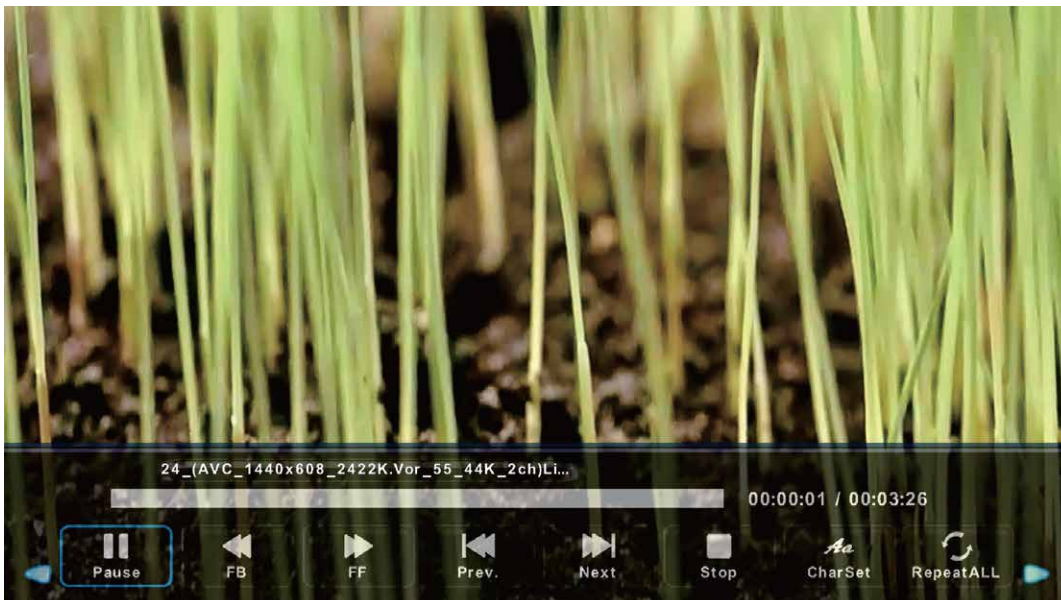 24_(AVC_1440x608_2422K.Vor_55_44K_2ch)Li...
00:00:01 / 00:03:26
Pause FB FF Prev. Next Stop Aa CharSet RepeatALL